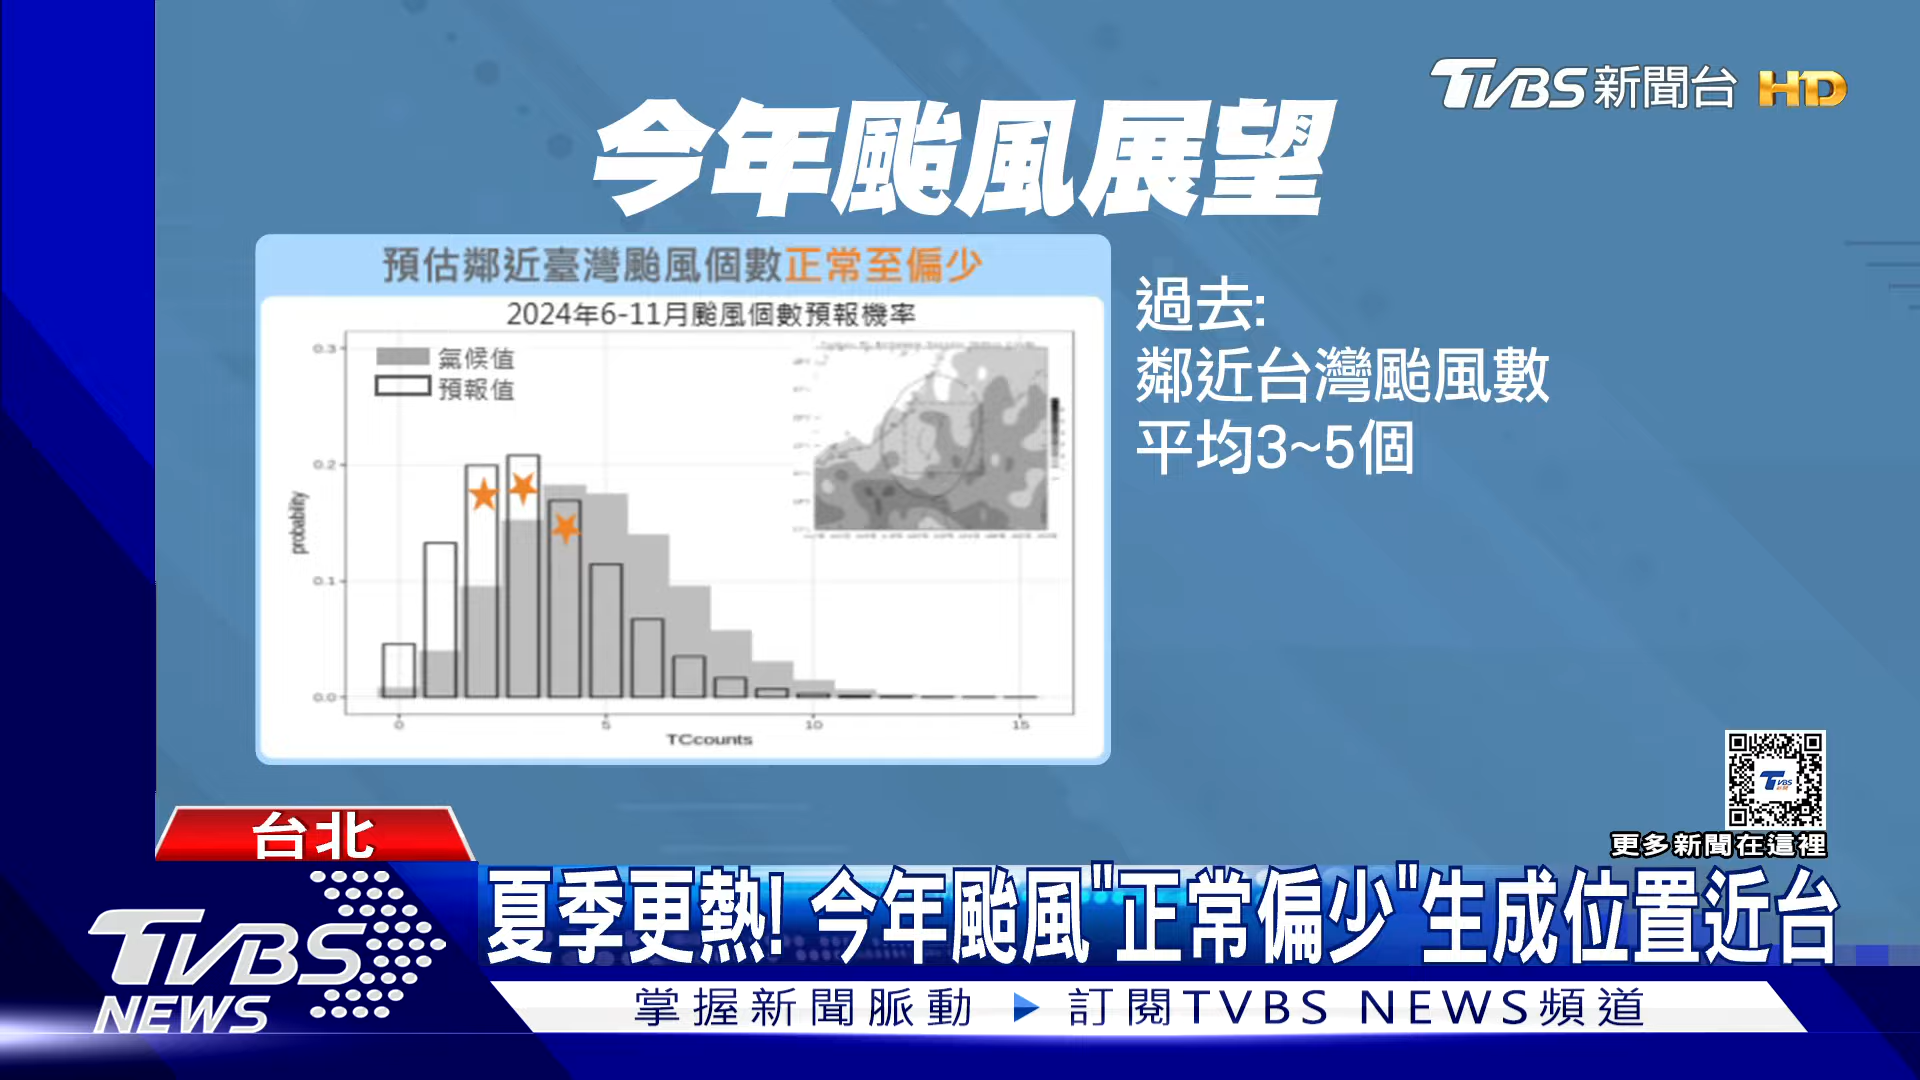 TVBS新聞台 HD
今年颱風展望
預估鄰近臺灣颱風個數正常至偏少
2024年6-11月颱風個數預報機率
氣候值
預報值
0.3
0.2
0.1
0.0
probability
0 5 10 15
TCcounts
過去:
鄰近台灣颱風數
平均3~5個
TVBS
更多新聞在這裡
台北
夏季更熱! 今年颱風"正常偏少"生成位置近台
TVBS
NEWS
掌握新聞脈動 ▶ 訂閱TVBS NEWS頻道